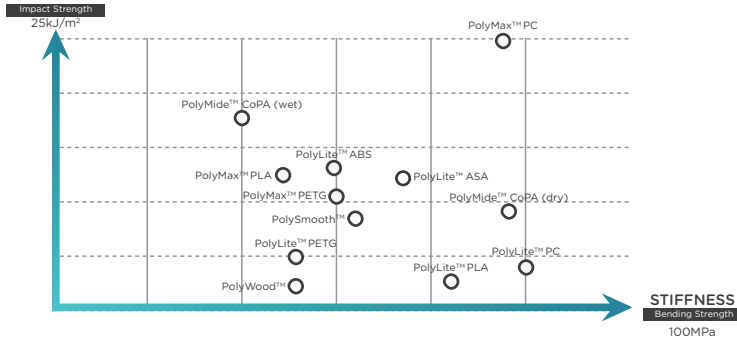 Impact Strength
25kJ/m²
PolyMax™ PC
PolyMide™ CoPA (wet)
PolyLite™ ABS
PolyMax™ PLA
PolyLite™ ASA
PolyMax™ PETG
PolyMide™ CoPA (dry)
PolySmooth™
PolyLite™ PETG
PolyLite™ PC
PolyLite™ PLA
PolyWood™
STIFFNESS
Bending Strength
100MPa